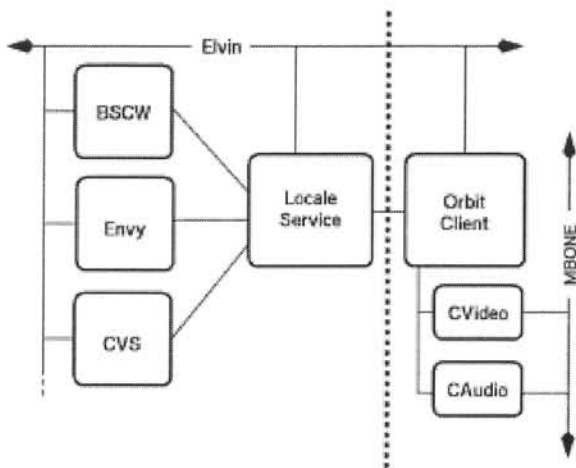 Elvin
BSCW
Envy
CVS
Locale
Service
Orbit
Client
CVideo
CAudio
MBONE